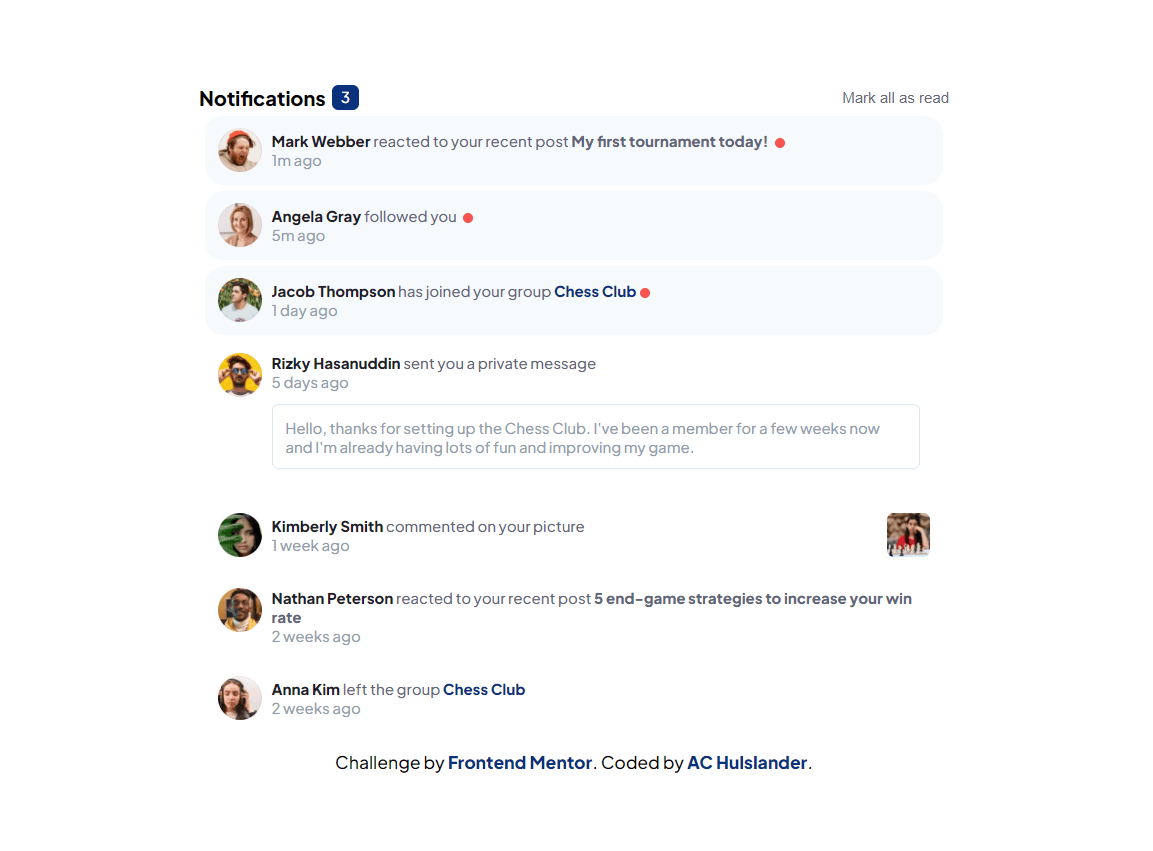 Notifications 3 Mark all as read
Mark Webber reacted to your recent post My first tournament today!
1m ago
Angela Gray followed you
5m ago
Jacob Thompson has joined your group Chess Club
1 day ago
Rizky Hasanuddin sent you a private message
5 days ago
Hello, thanks for setting up the Chess Club. I've been a member for a few weeks now
and I'm already having lots of fun and improving my game.
Kimberly Smith commented on your picture
1 week ago
Nathan Peterson reacted to your recent post 5 end-game strategies to increase your win
rate
2 weeks ago
Anna Kim left the group Chess Club
2 weeks ago
Challenge by Frontend Mentor. Coded by AC Hulslander.